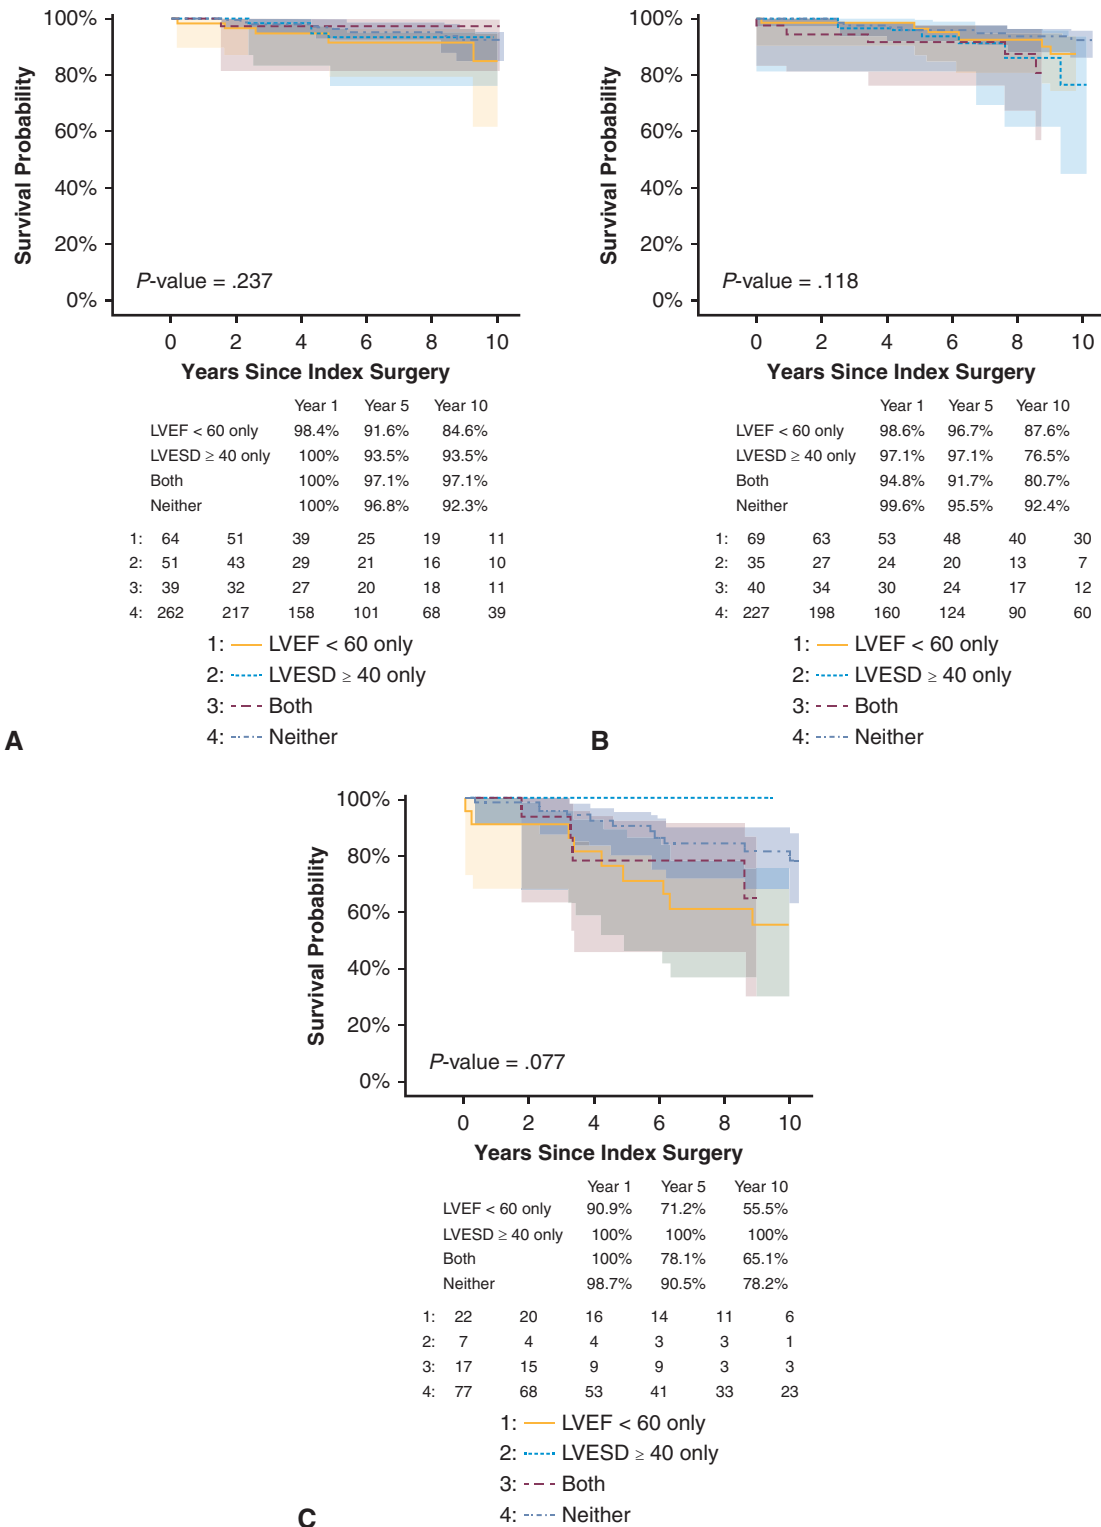 100%
80%
60%
40%
20%
0%
Survival Probability
P-value = .237
0 2 4 6 8 10
Years Since Index Surgery
Year 1 Year 5 Year 10
LVEF < 60 only 98.4% 91.6% 84.6%
LVESD ≥ 40 only 100% 93.5% 93.5%
Both 100% 97.1% 97.1%
Neither 100% 96.8% 92.3%
1: 64 51 39 25 19 11
2: 51 43 29 21 16 10
3: 39 32 27 20 18 11
4: 262 217 158 101 68 39
1: LVEF < 60 only
2: LVESD ≥ 40 only
3: Both
4: Neither
A
100%
80%
60%
40%
20%
0%
Survival Probability
P-value = .118
0 2 4 6 8 10
Years Since Index Surgery
Year 1 Year 5 Year 10
LVEF < 60 only 98.6% 96.7% 87.6%
LVESD ≥ 40 only 97.1% 97.1% 76.5%
Both 94.8% 91.7% 80.7%
Neither 99.6% 95.5% 92.4%
1: 69 63 53 48 40 30
2: 35 27 24 20 13 7
3: 40 34 30 24 17 12
4: 227 198 160 124 90 60
1: LVEF < 60 only
2: LVESD ≥ 40 only
3: Both
4: Neither
B
100%
80%
60%
40%
20%
0%
Survival Probability
P-value = .077
0 2 4 6 8 10
Years Since Index Surgery
Year 1 Year 5 Year 10
LVEF < 60 only 90.9% 71.2% 55.5%
LVESD ≥ 40 only 100% 100% 100%
Both 100% 78.1% 65.1%
Neither 98.7% 90.5% 78.2%
1: 22 20 16 14 11 6
2: 7 4 4 3 3 1
3: 17 15 9 9 3 3
4: 77 68 53 41 33 23
1: LVEF < 60 only
2: LVESD ≥ 40 only
3: Both
4: Neither
C